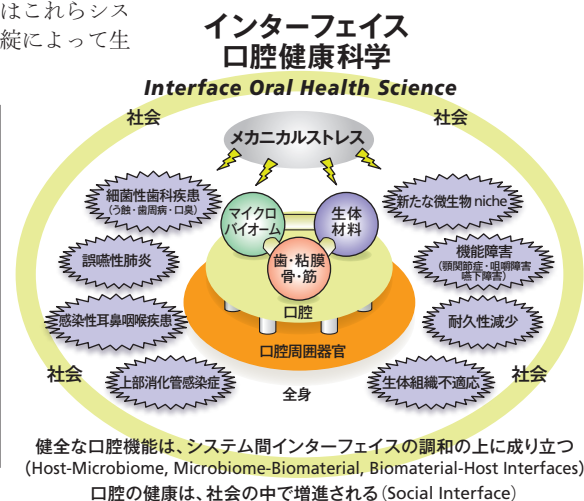 はこれらシス
綻によって生
インターフェイス
口腔健康科学
Interface Oral Health Science
社会
社会
メカニカルストレス
細菌性歯科疾患
(う蝕・歯周病・口臭)
マイクロ
バイオーム
生体
材料
新たな微生物 niche
誤嚥性肺炎
歯・粘膜
骨・筋
機能障害
(顎関節症・咀嚼障害
嚥下障害)
口腔
感染性耳鼻咽喉疾患
耐久性減少
口腔周囲器官
社会
上部消化管感染症
全身
生体組織不適応
社会
健全な口腔機能は、システム間インターフェイスの調和の上に成り立つ
(Host-Microbiome, Microbiome-Biomaterial, Biomaterial-Host Interfaces)
口腔の健康は、社会の中で増進される(Social Interface)